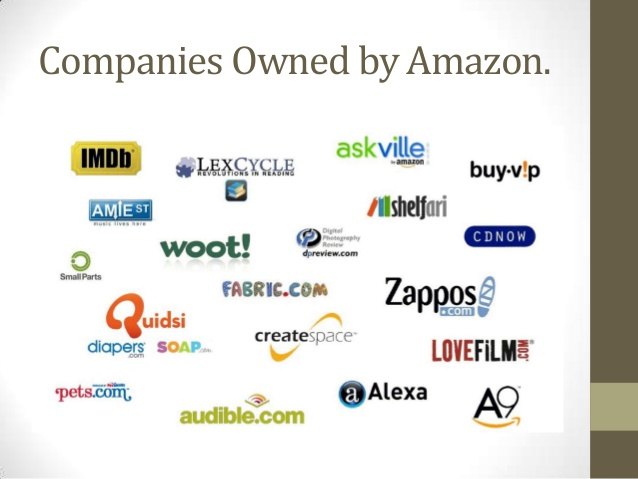 Companies Owned by Amazon.
IMDb
LEXCYCLE
REVOLUTIONS IN READING
askville
by amazon
buy·v!p
AMIE ST
music lives here
shelfari
woot!
Digital
Photography
Review
dpreview.com
CDNOW
SmallParts
FABRIC.COM
Zappos
.com
Quidsi
diapers
.com
SOAP.com
createspace
LOVEFiLM.COM
pets.com
audible.com
a Alexa
A9